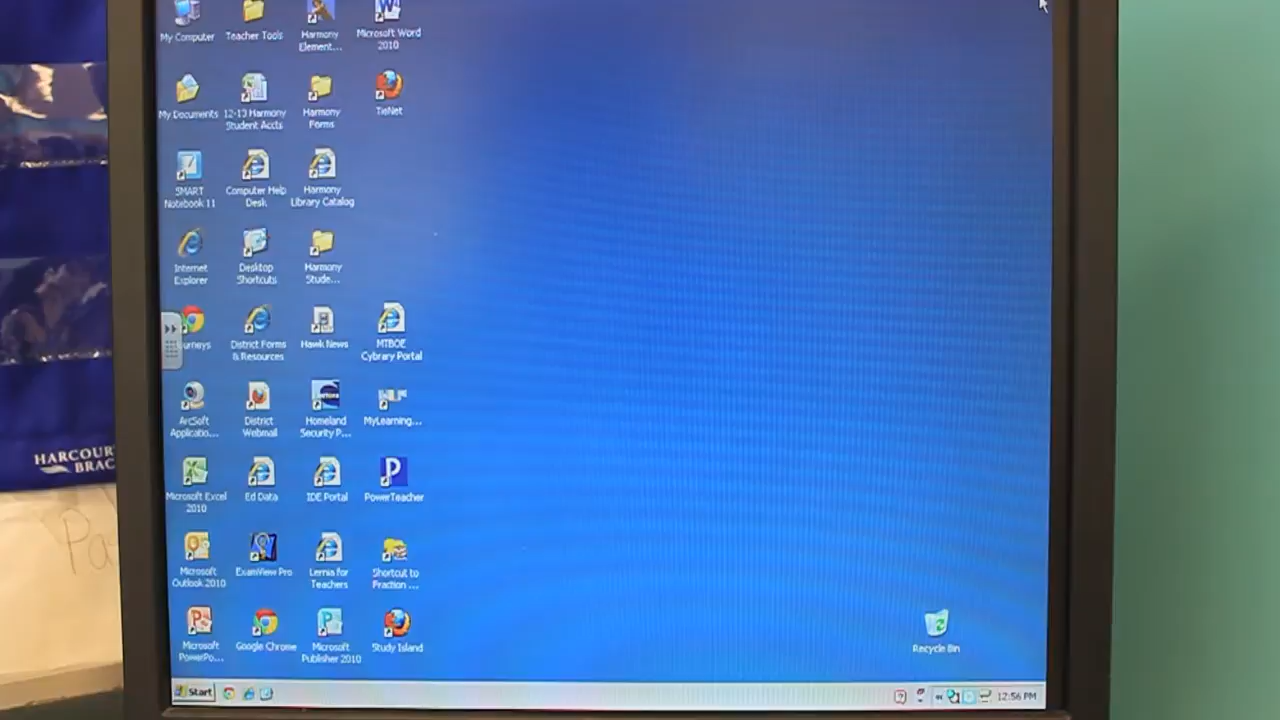 My Computer
Teacher Tools
Harmony
Element...
Microsoft Word
2010
My Documents
12-13 Harmony
Student Accts
Harmony
Forms
TieNet
SMART
Notebook 11
Computer Help
Desk
Harmony
Library Catalog
Internet
Explorer
Desktop
Shortcuts
Harmony
Stude...
urneys
District Forms
& Resources
Hawk News
MTBOE
Cybrary Portal
ArcSoft
Applicatio...
District
Webmail
Homeland
Security P...
MyLearning...
HARCOUR
BRAC
Microsoft Excel
2010
Ed Data
IDE Portal
PowerTeacher
Pa
Microsoft
Outlook 2010
ExamView Pro
Lernia for
Teachers
Shortcut to
Fraction ...
Microsoft
PowerPo...
Google Chrome
Microsoft
Publisher 2010
Study Island
Recycle Bin
Start
12:56 PM